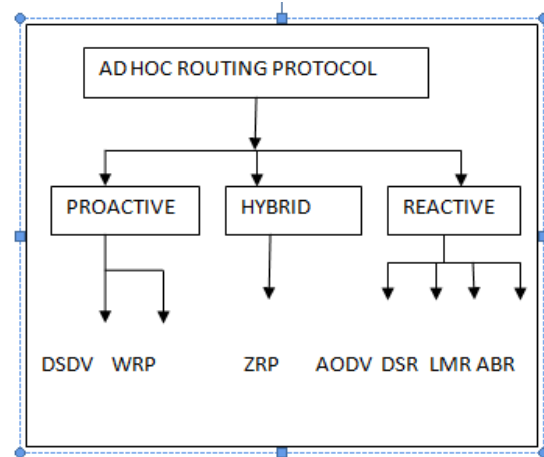 AD HOC ROUTING PROTOCOL
PROACTIVE HYBRID REACTIVE
DSDV WRP ZRP AODV DSR LMR ABR